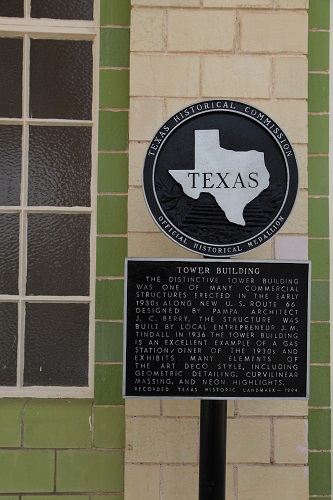 TEXAS HISTORICAL COMMISSION
TEXAS
OFFICIAL HISTORICAL MEDALLION
TOWER BUILDING
THE DISTINCTIVE TOWER BUILDING
WAS ONE OF MANY COMMERCIAL
STRUCTURES ERECTED IN THE EARLY
1930s ALONG NEW U. S. ROUTE 66
DESIGNED BY PAMPA ARCHITECT
J. C. BERRY, THE STRUCTURE WAS
BUILT BY LOCAL ENTREPRENEUR J. M.
TINDALL IN 1936 THE TOWER BUILDING
IS AN EXCELLENT EXAMPLE OF A GAS
STATION/DINER OF THE 1930s AND
EXHIBITS MANY ELEMENTS OF
THE ART DECO STYLE, INCLUDING
GEOMETRIC DETAILING, CURVILINEAR
MASSING, AND NEON HIGHLIGHTS.
RECORDED TEXAS HISTORIC LANDMARK – 1994